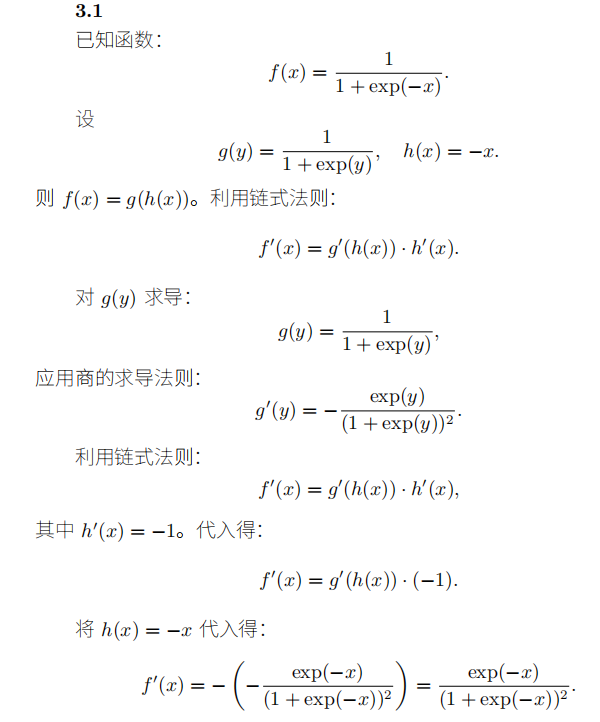 3.1
已知函数：
f(x) = 1 / (1 + exp(−x)).
设
g(y) = 1 / (1 + exp(y)), h(x) = −x.
则 f(x) = g(h(x))。利用链式法则：
f′(x) = g′(h(x)) · h′(x).
对 g(y) 求导：
g(y) = 1 / (1 + exp(y)),
应用商的求导法则：
g′(y) = − exp(y) / (1 + exp(y))².
利用链式法则：
f′(x) = g′(h(x)) · h′(x),
其中 h′(x) = −1。代入得：
f′(x) = g′(h(x)) · (−1).
将 h(x) = −x 代入得：
f′(x) = − (− exp(−x) / (1 + exp(−x))²) = exp(−x) / (1 + exp(−x))².